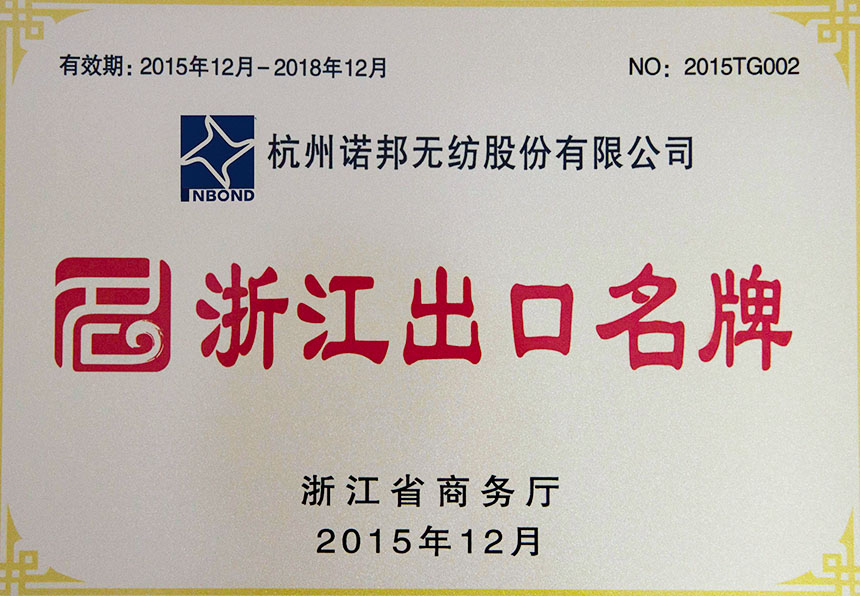 有效期：2015年12月－2018年12月
NO：2015TG002
NBOND
杭州诺邦无纺股份有限公司
浙江出口名牌
浙江省商务厅
2015年12月